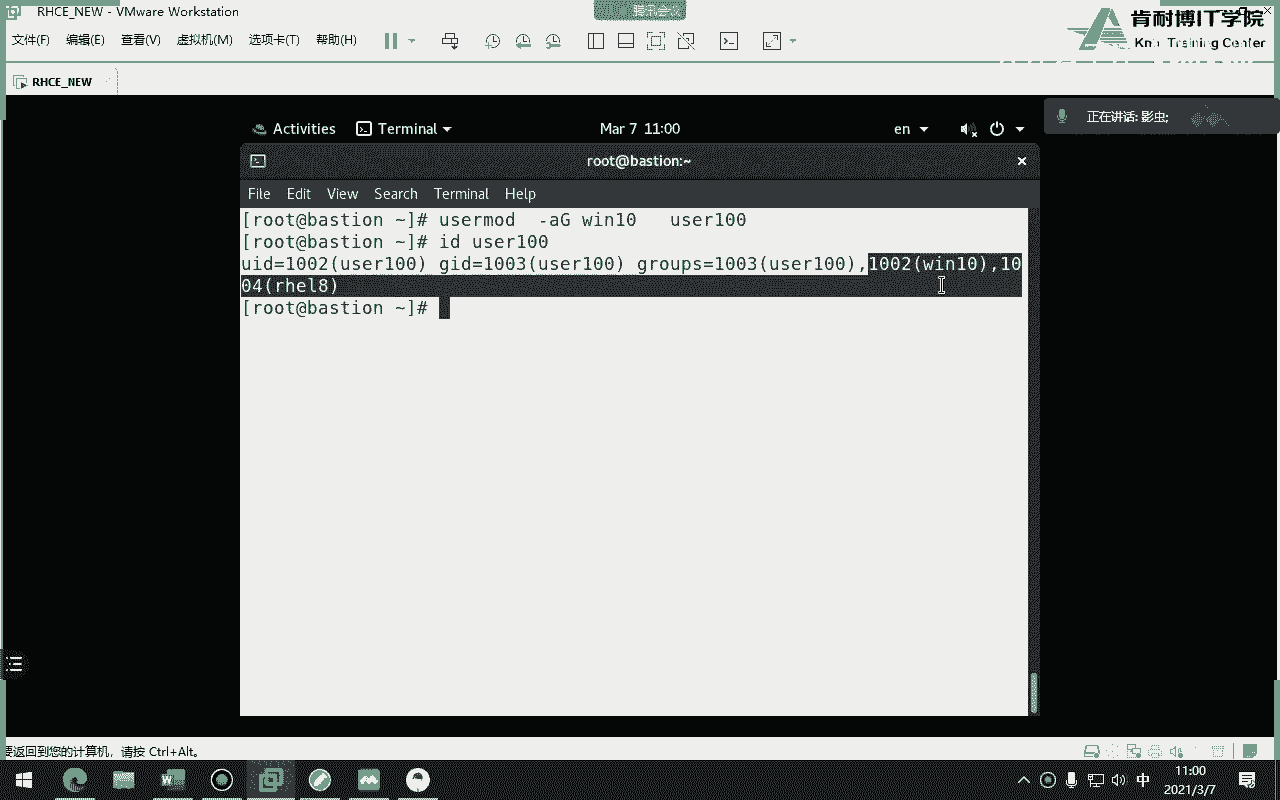 RHCE_NEW - VMware Workstation
腾讯会议
肯耐博IT学院
文件(F) 编辑(E) 查看(V) 虚拟机(M) 选项卡(T) 帮助(H)
Training Center
RHCE_NEW
正在讲话: 影虫;
Activities Terminal Mar 7 11:00 en
root@bastion:~
File Edit View Search Terminal Help
[root@bastion ~]# usermod -aG win10 user100
[root@bastion ~]# id user100
uid=1002(user100) gid=1003(user100) groups=1003(user100),1002(win10),10
04(rhel8)
[root@bastion ~]#
要返回到您的计算机，请按 Ctrl+Alt。
中
11:00
2021/3/7